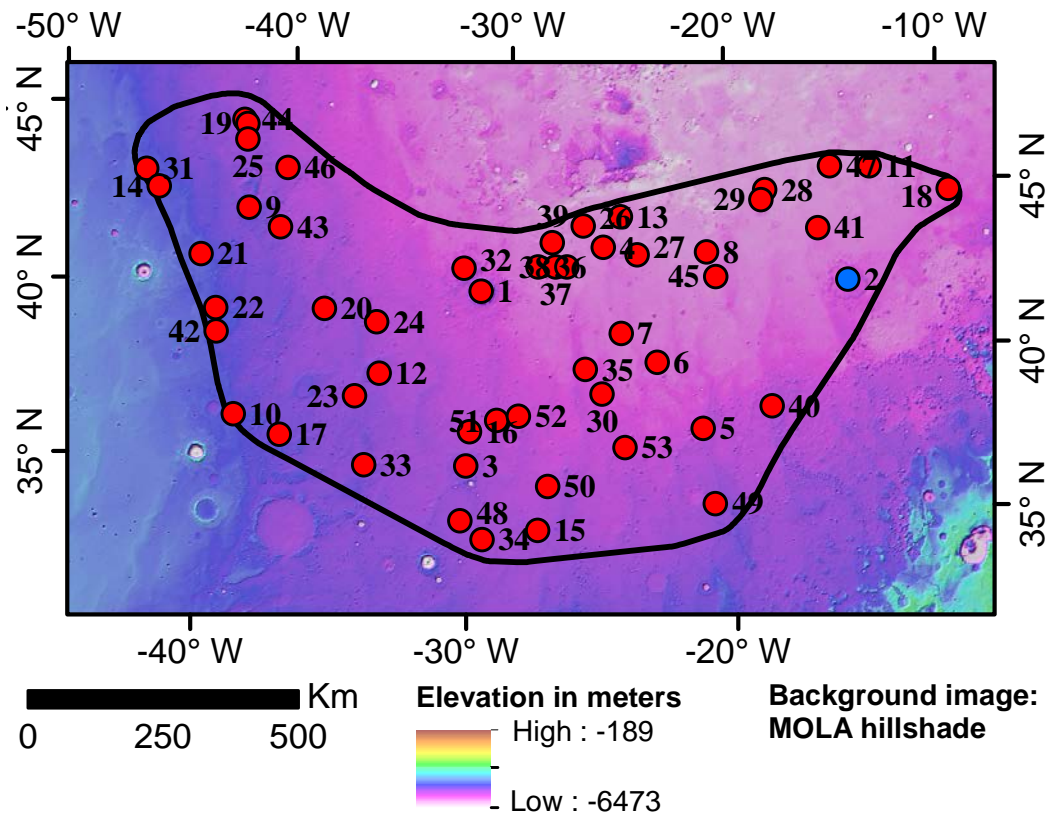 -50° W -40° W -30° W -20° W -10° W
45° N
40° N
35° N
45° N
40° N
35° N
19 44
25 46
31
14
9
43
21
22
42
20
24
12
23
10
17
33
39 26 13
4 27
32
38 36
37
1
8
45
29 28
47 11
18
41
2
7
35 6
30
51 52
16
53
5
40
3
50
48
34 15
49
-40° W -30° W -20° W
Km
0 250 500
Elevation in meters
High : -189
Low : -6473
Background image:
MOLA hillshade